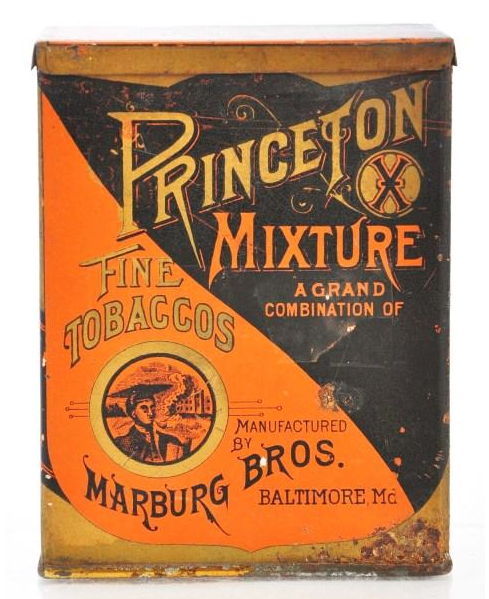 PRINCETON
X
MIXTURE
A GRAND
COMBINATION OF
FINE
TOBACCOS
MANUFACTURED
BY
MARBURG BROS.
BALTIMORE, Md